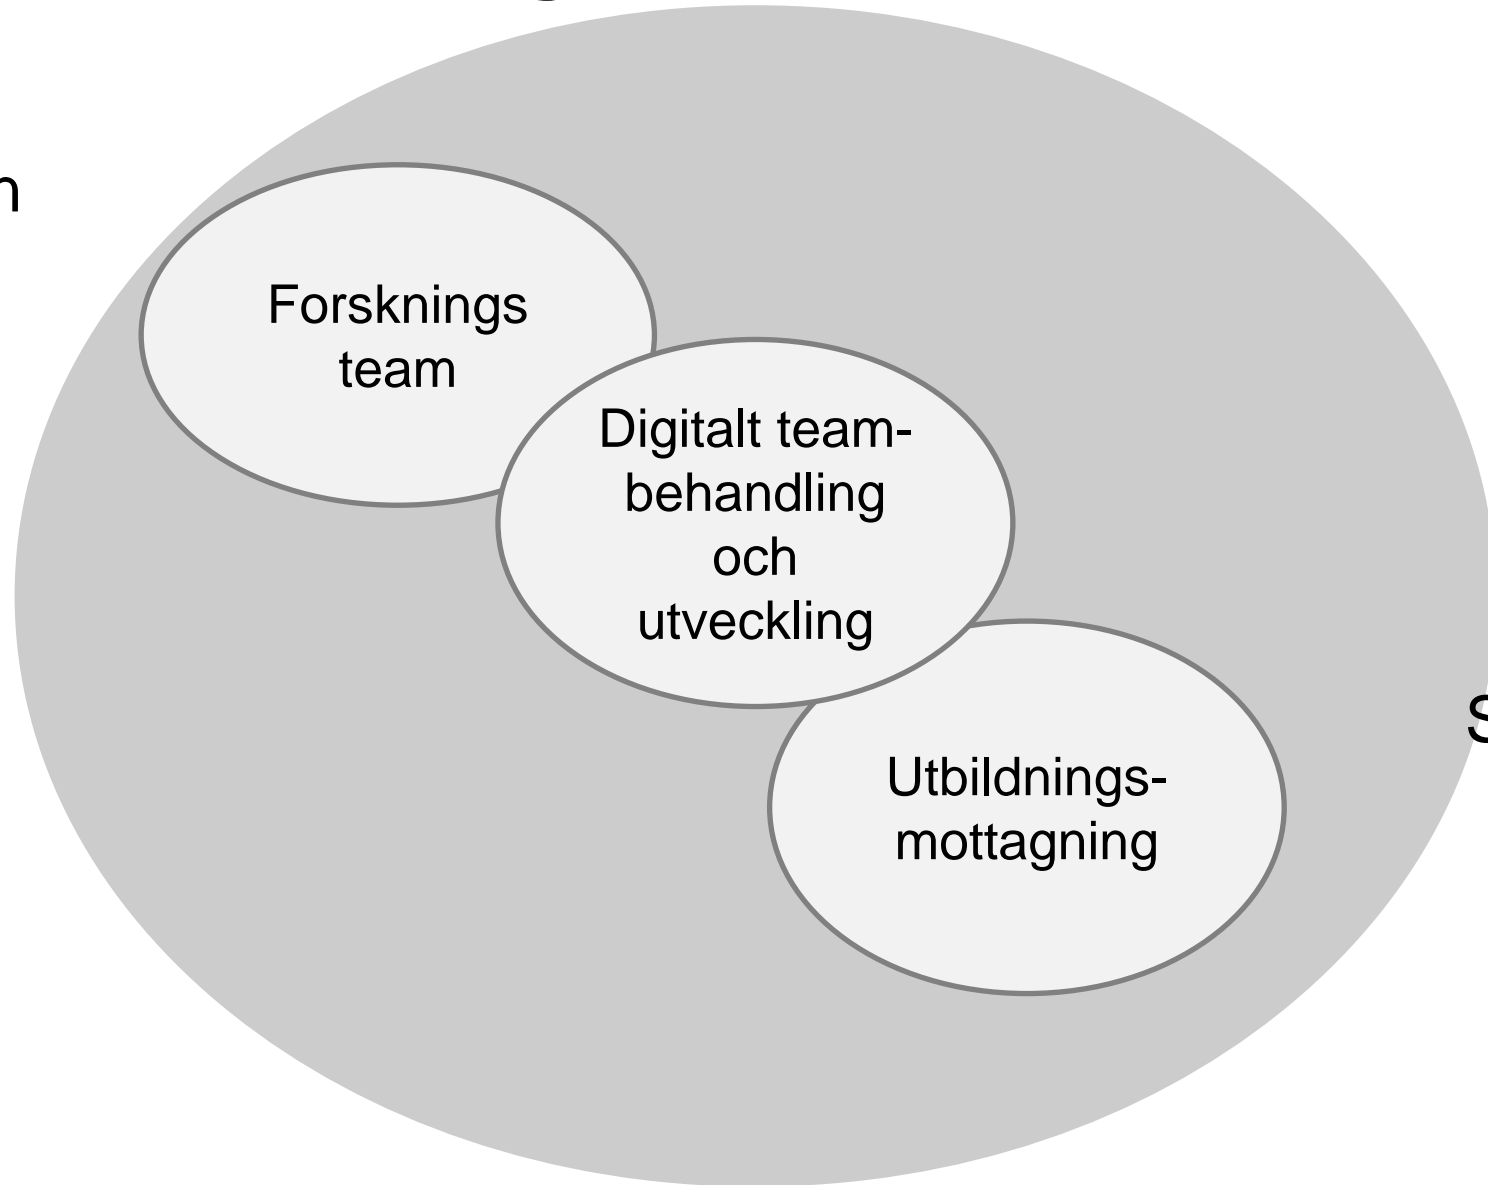 Forsknings
team
Digitalt team-
behandling
och
utveckling
Utbildnings-
mottagning